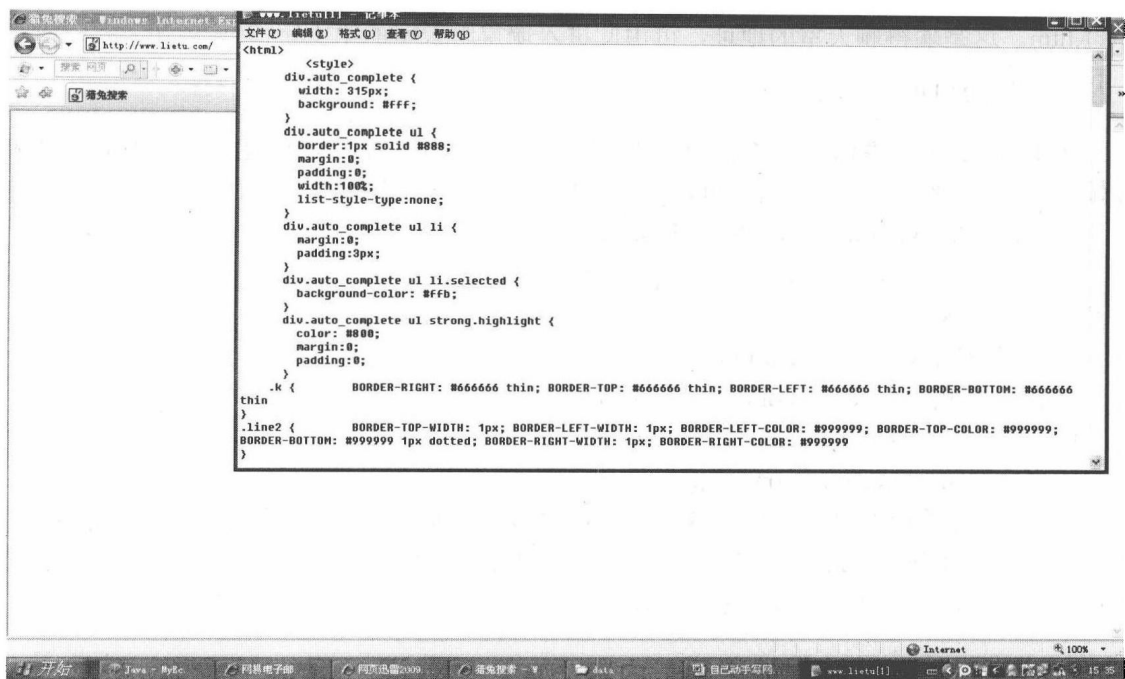 猎兔搜索 - Windows Internet Ex
www.lietu[1] - 记事本
文件(F) 编辑(E) 格式(O) 查看(V) 帮助(H)
http://www.lietu.com/
搜索 网页
猎兔搜索
<html>
<style>
div.auto_complete {
width: 315px;
background: #fff;
}
div.auto_complete ul {
border:1px solid #888;
margin:0;
padding:0;
width:100%;
list-style-type:none;
}
div.auto_complete ul li {
margin:0;
padding:3px;
}
div.auto_complete ul li.selected {
background-color: #ffb;
}
div.auto_complete ul strong.highlight {
color: #800;
margin:0;
padding:0;
}
.k { BORDER-RIGHT: #666666 thin; BORDER-TOP: #666666 thin; BORDER-LEFT: #666666 thin; BORDER-BOTTOM: #666666
thin
}
.line2 { BORDER-TOP-WIDTH: 1px; BORDER-LEFT-WIDTH: 1px; BORDER-LEFT-COLOR: #999999; BORDER-TOP-COLOR: #999999;
BORDER-BOTTOM: #999999 1px dotted; BORDER-RIGHT-WIDTH: 1px; BORDER-RIGHT-COLOR: #999999
}
Internet 100%
开始 Java - MyEc 网易电子邮 网页迅雷2009 猎兔搜索 - W data 自己动手写网 www.lietu[1] 15:35